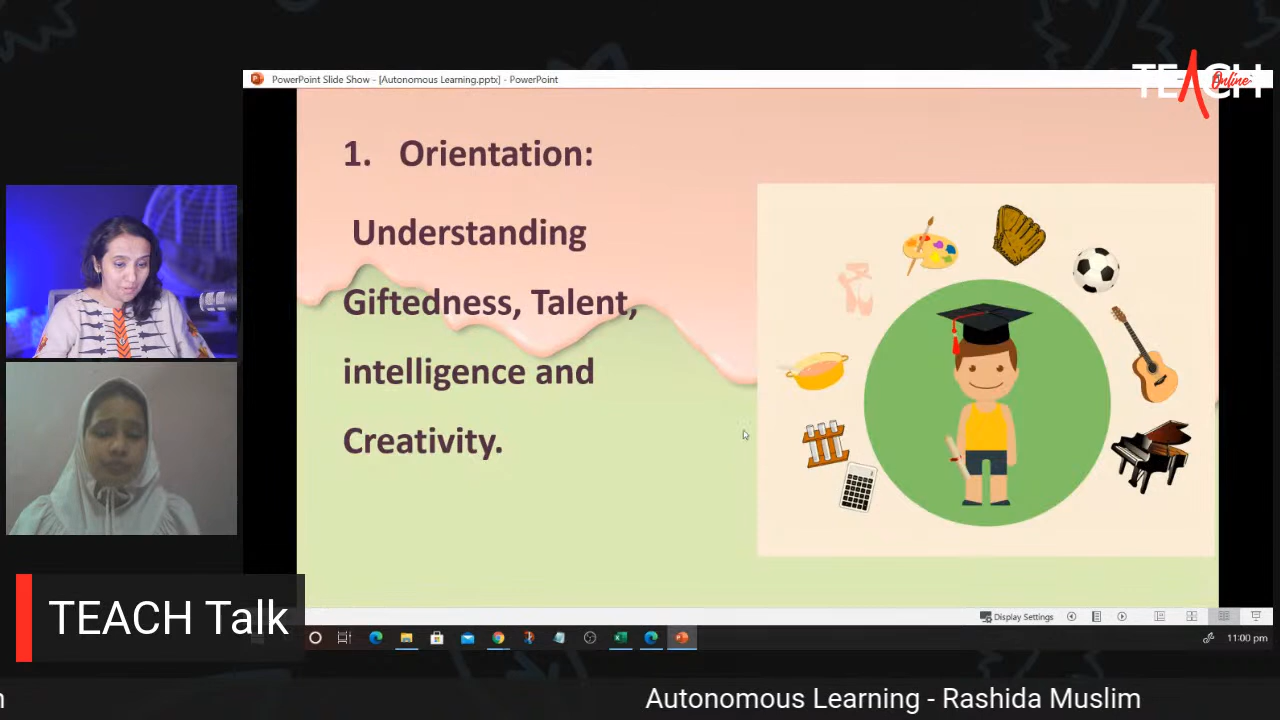 PowerPoint Slide Show - [Autonomous Learning.pptx] - PowerPoint
TEACH
Online
1. Orientation:
Understanding
Giftedness, Talent,
intelligence and
Creativity.
Display Settings
TEACH Talk
11:00 pm
n
Autonomous Learning - Rashida Muslim